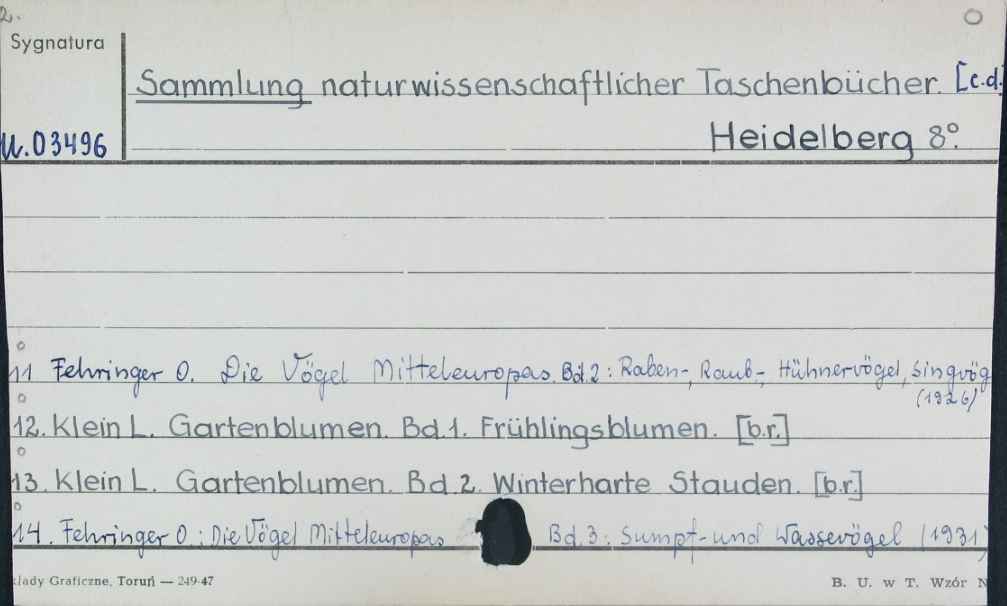 2.
Sygnatura
Sammlung naturwissenschaftlicher Taschenbücher. [c.d.
U.03496
Heidelberg 8°.
11 Fehringer O. Die Vögel Mitteleuropas. Bd.2: Raben-, Raub-, Hühnervögel, Singvög
(1926)
12. Klein L. Gartenblumen. Bd.1. Frühlingsblumen. [b.r.]
13. Klein L. Gartenblumen. Bd.2. Winterharte Stauden. [b.r.]
14. Fehringer O.: Die Vögel Mitteleuropas Bd.3: Sumpf- und Wasservögel (1931)
kłady Graficzne, Toruń — 249-47
B. U. w T. Wzór N